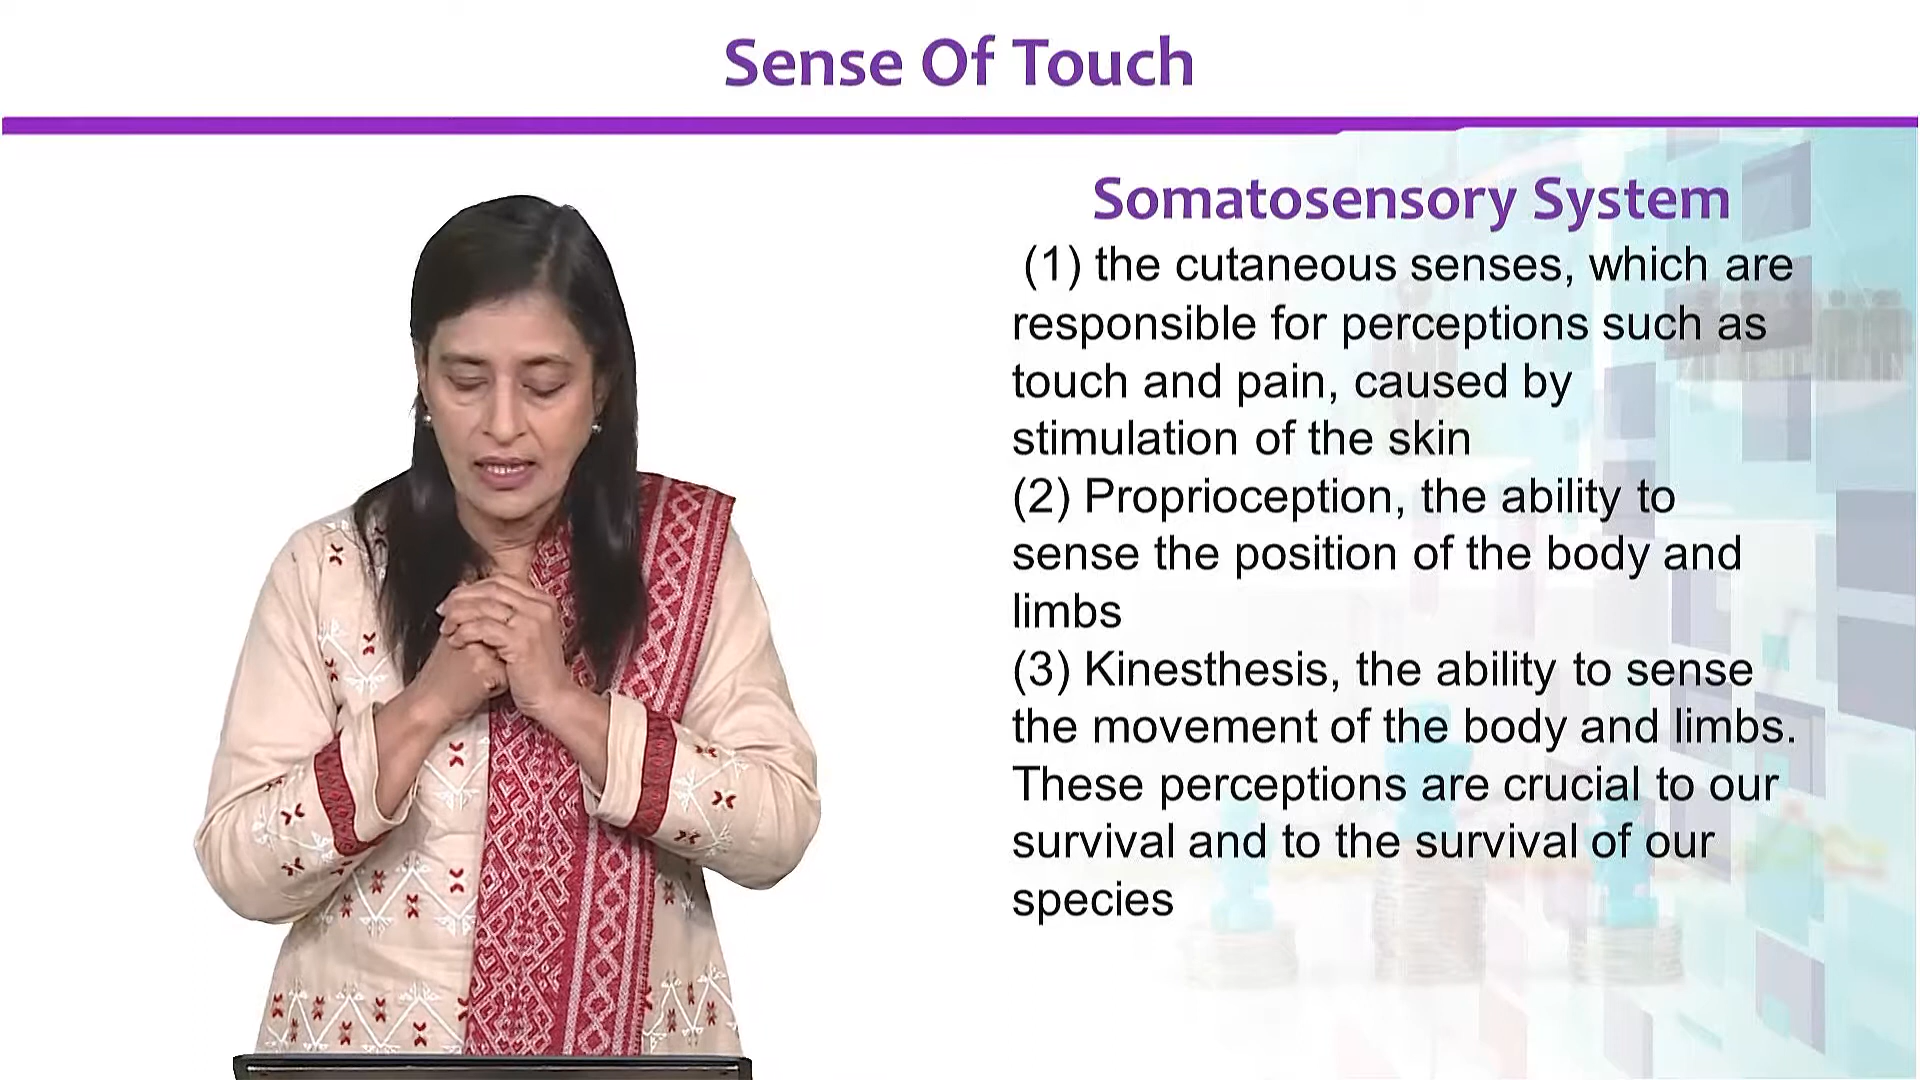 Sense Of Touch
Somatosensory System
(1) the cutaneous senses, which are
responsible for perceptions such as
touch and pain, caused by
stimulation of the skin
(2) Proprioception, the ability to
sense the position of the body and
limbs
(3) Kinesthesis, the ability to sense
the movement of the body and limbs.
These perceptions are crucial to our
survival and to the survival of our
species